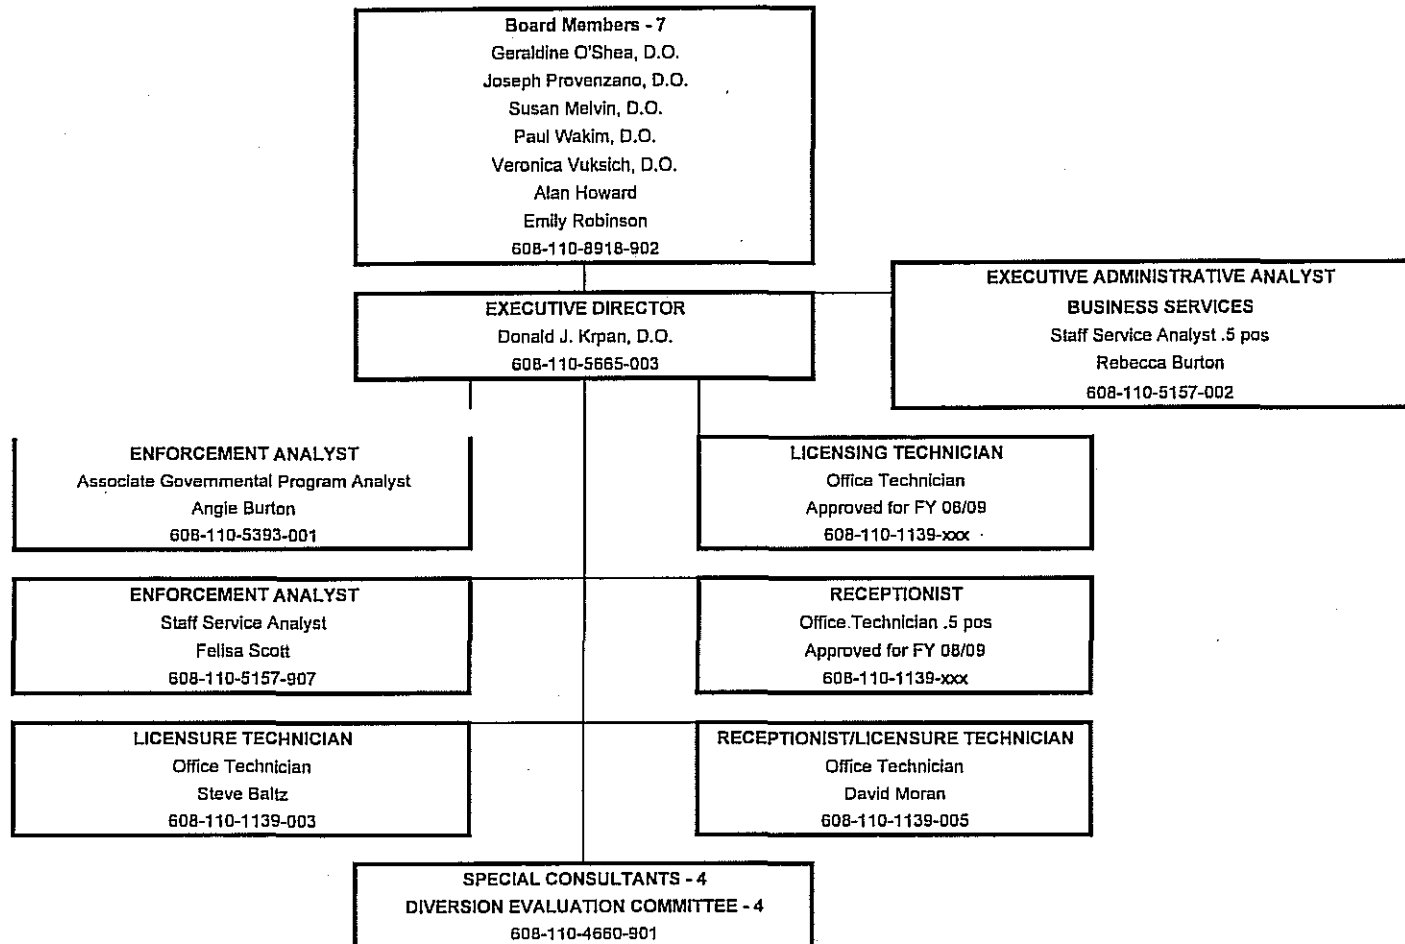 Board Members - 7
Geraldine O'Shea, D.O.
Joseph Provenzano, D.O.
Susan Melvin, D.O.
Paul Wakim, D.O.
Veronica Vuksich, D.O.
Alan Howard
Emily Robinson
608-110-8918-902
EXECUTIVE DIRECTOR
Donald J. Krpan, D.O.
608-110-5665-003
EXECUTIVE ADMINISTRATIVE ANALYST
BUSINESS SERVICES
Staff Service Analyst .5 pos
Rebecca Burton
608-110-5157-002
ENFORCEMENT ANALYST
Associate Governmental Program Analyst
Angie Burton
608-110-5393-001
LICENSING TECHNICIAN
Office Technician
Approved for FY 08/09
608-110-1139-xxx
ENFORCEMENT ANALYST
Staff Service Analyst
Felisa Scott
608-110-5157-907
RECEPTIONIST
Office Technician .5 pos
Approved for FY 08/09
608-110-1139-xxx
LICENSURE TECHNICIAN
Office Technician
Steve Baltz
608-110-1139-003
RECEPTIONIST/LICENSURE TECHNICIAN
Office Technician
David Moran
608-110-1139-005
SPECIAL CONSULTANTS - 4
DIVERSION EVALUATION COMMITTEE - 4
608-110-4660-901